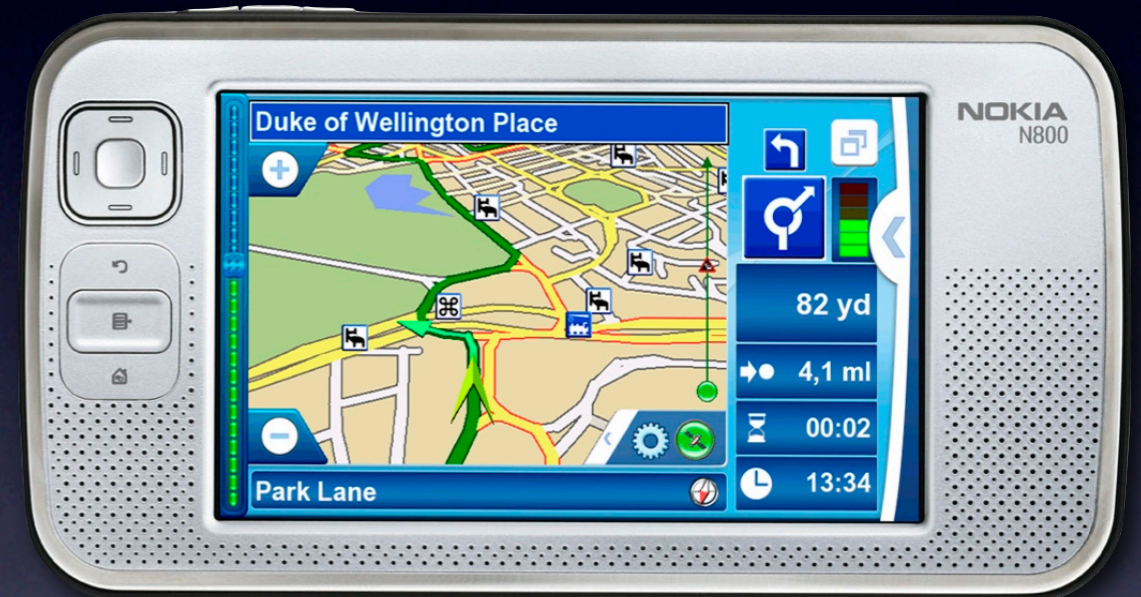 NOKIA
N800
Duke of Wellington Place
82 yd
4,1 ml
00:02
13:34
Park Lane